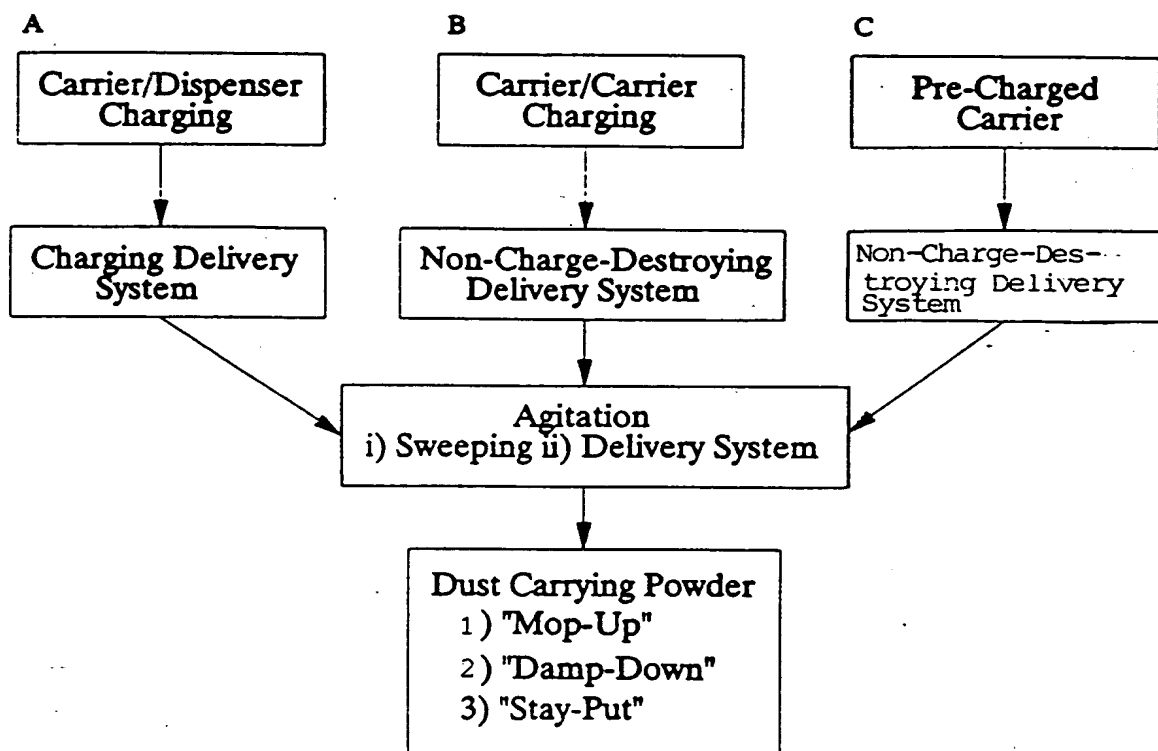 A
Carrier/Dispenser
Charging
Charging Delivery
System
B
Carrier/Carrier
Charging
Non-Charge-Destroying
Delivery System
C
Pre-Charged
Carrier
Non-Charge-Des-
troying Delivery
System
Agitation
i) Sweeping ii) Delivery System
Dust Carrying Powder
1) "Mop-Up"
2) "Damp-Down"
3) "Stay-Put"